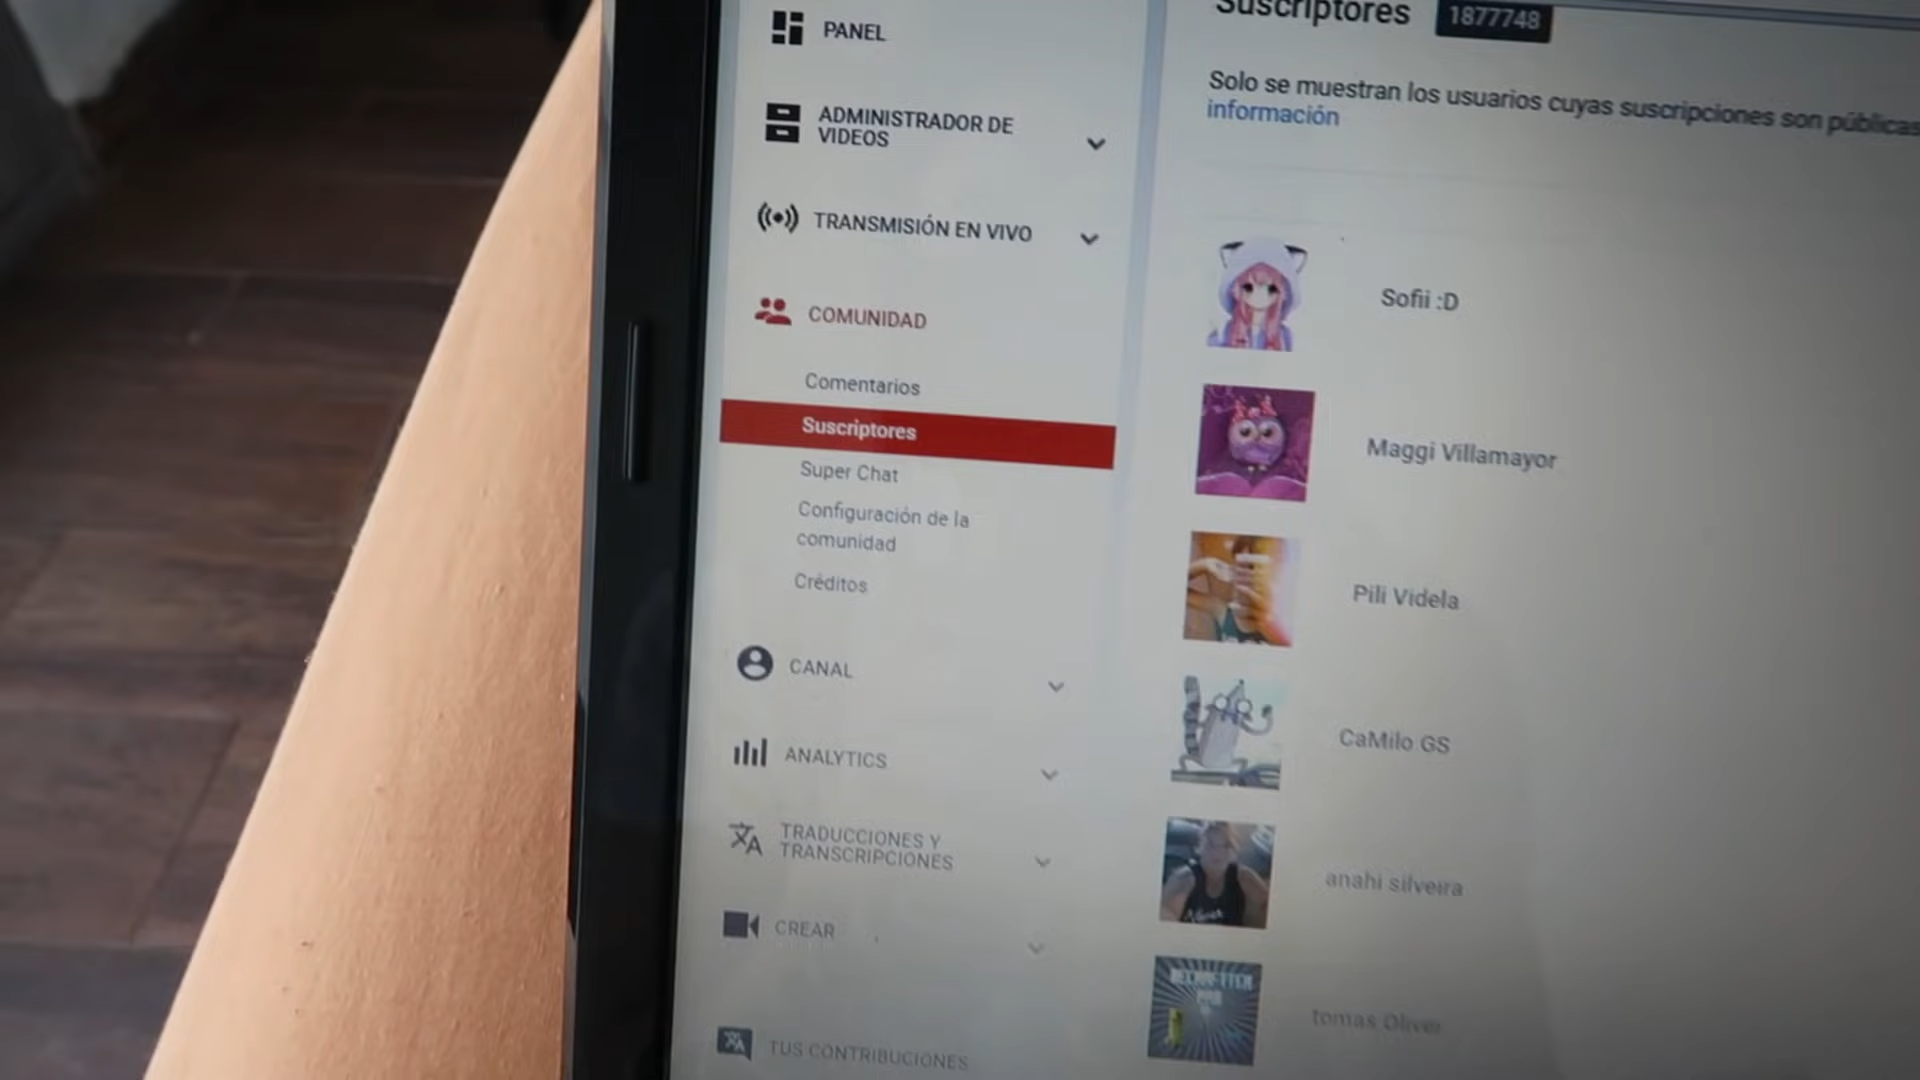 PANEL
ADMINISTRADOR DE
VIDEOS
TRANSMISIÓN EN VIVO
COMUNIDAD
Comentarios
Suscriptores
Super Chat
Configuración de la
comunidad
Créditos
CANAL
ANALYTICS
TRADUCCIONES Y
TRANSCRIPCIONES
CREAR
TUS CONTRIBUCIONES
Suscriptores 1877748
Solo se muestran los usuarios cuyas suscripciones son públicas
información
Sofii :D
Maggi Villamayor
Pili Videla
CaMilo GS
anahi silveira
tomas Oliver